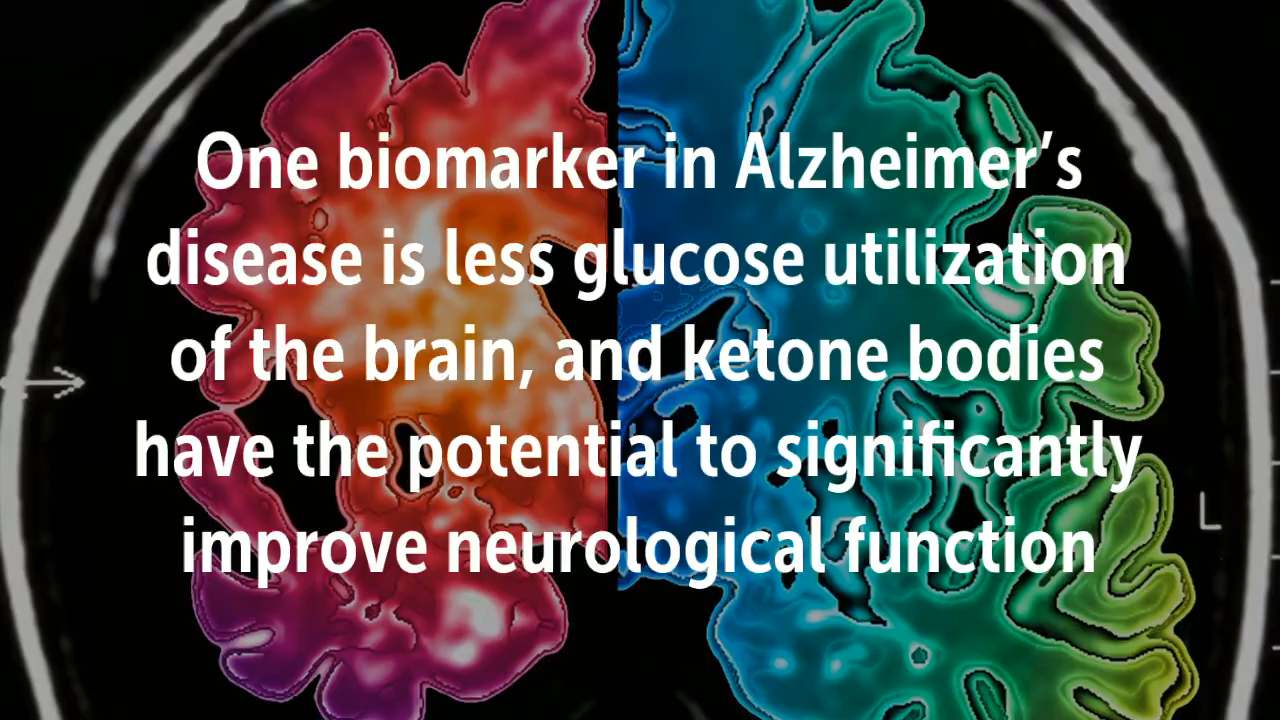 One biomarker in Alzheimer’s
disease is less glucose utilization
of the brain, and ketone bodies
have the potential to significantly
improve neurological function
L